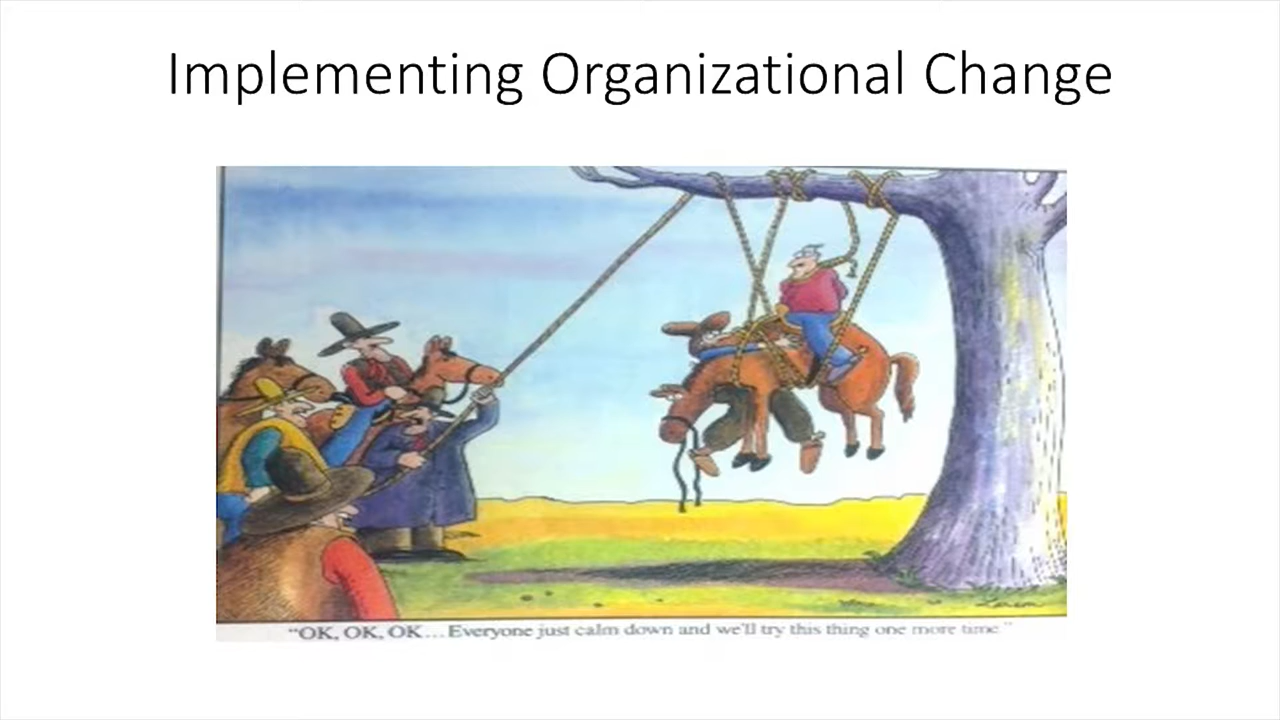 Implementing Organizational Change
Larson
"OK, OK, OK... Everyone just calm down and we'll try this thing one more time."